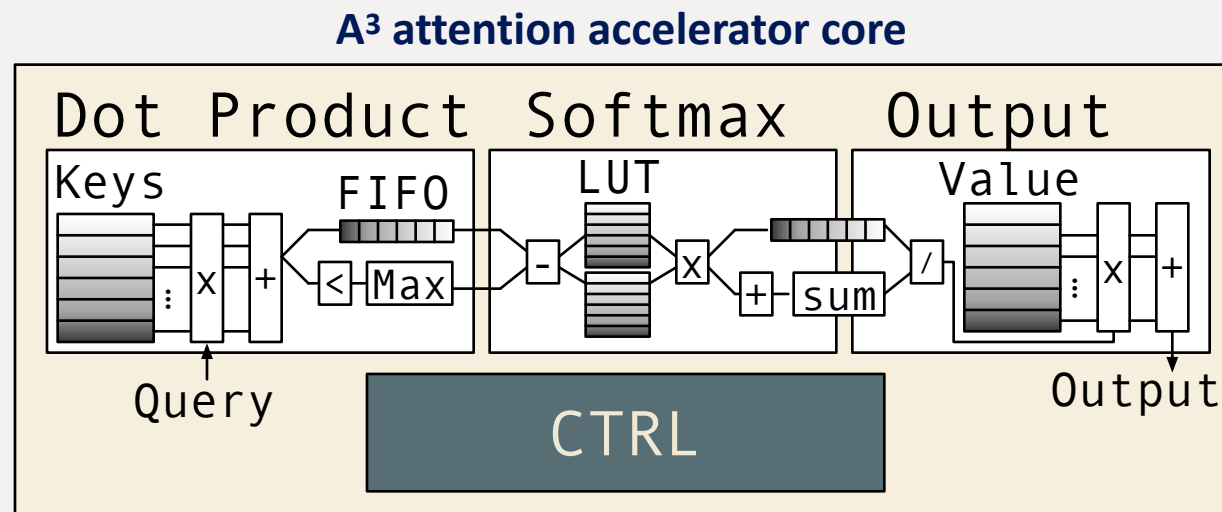 A³ attention accelerator core
Dot Product
Softmax
Output
Keys
FIFO
LUT
Value
x
+
<
Max
-
x
+
sum
/
x
+
⋮
⋮
Query
Output
CTRL